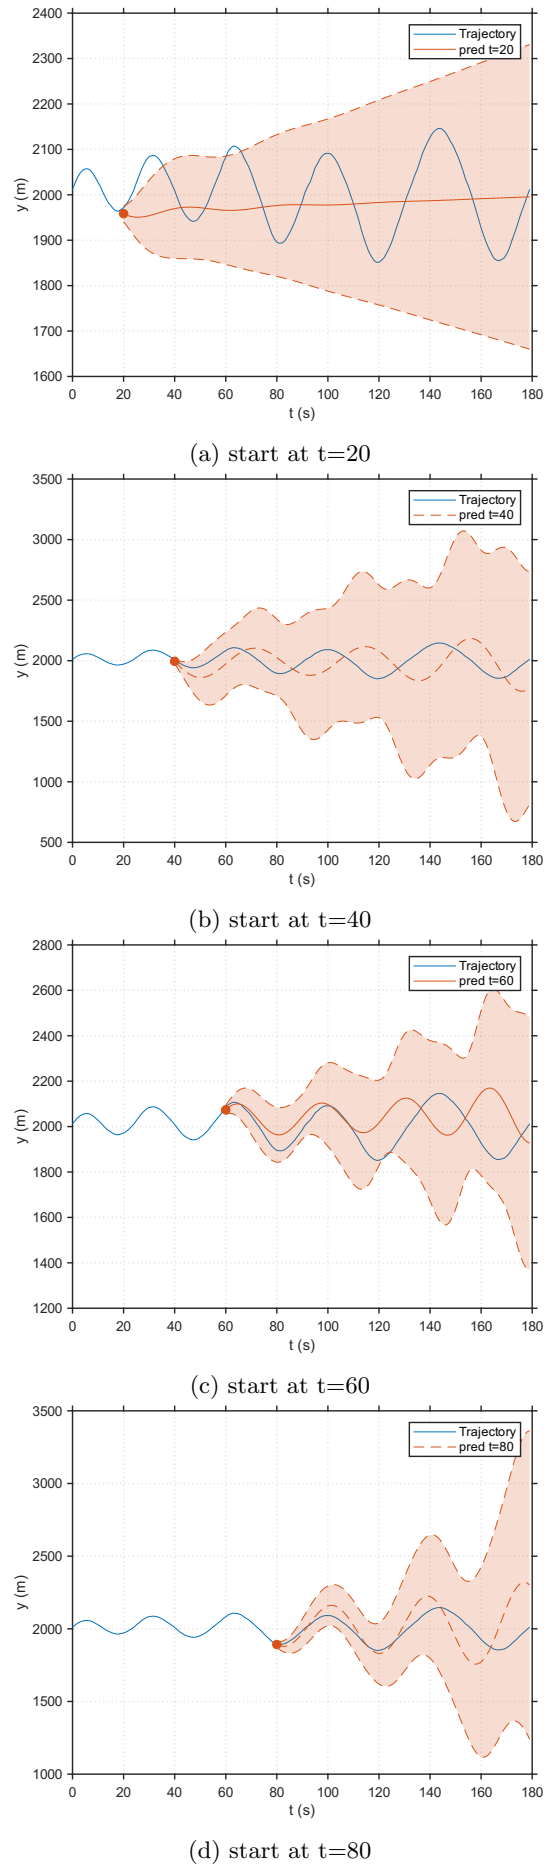 2400
2300
2200
2100
2000
1900
1800
1700
1600
y (m)
Trajectory
pred t=20
0 20 40 60 80 100 120 140 160 180
t (s)
(a) start at t=20
3500
3000
2500
2000
1500
1000
500
y (m)
Trajectory
pred t=40
0 20 40 60 80 100 120 140 160 180
t (s)
(b) start at t=40
2800
2600
2400
2200
2000
1800
1600
1400
1200
y (m)
Trajectory
pred t=60
0 20 40 60 80 100 120 140 160 180
t (s)
(c) start at t=60
3500
3000
2500
2000
1500
1000
y (m)
Trajectory
pred t=80
0 20 40 60 80 100 120 140 160 180
t (s)
(d) start at t=80